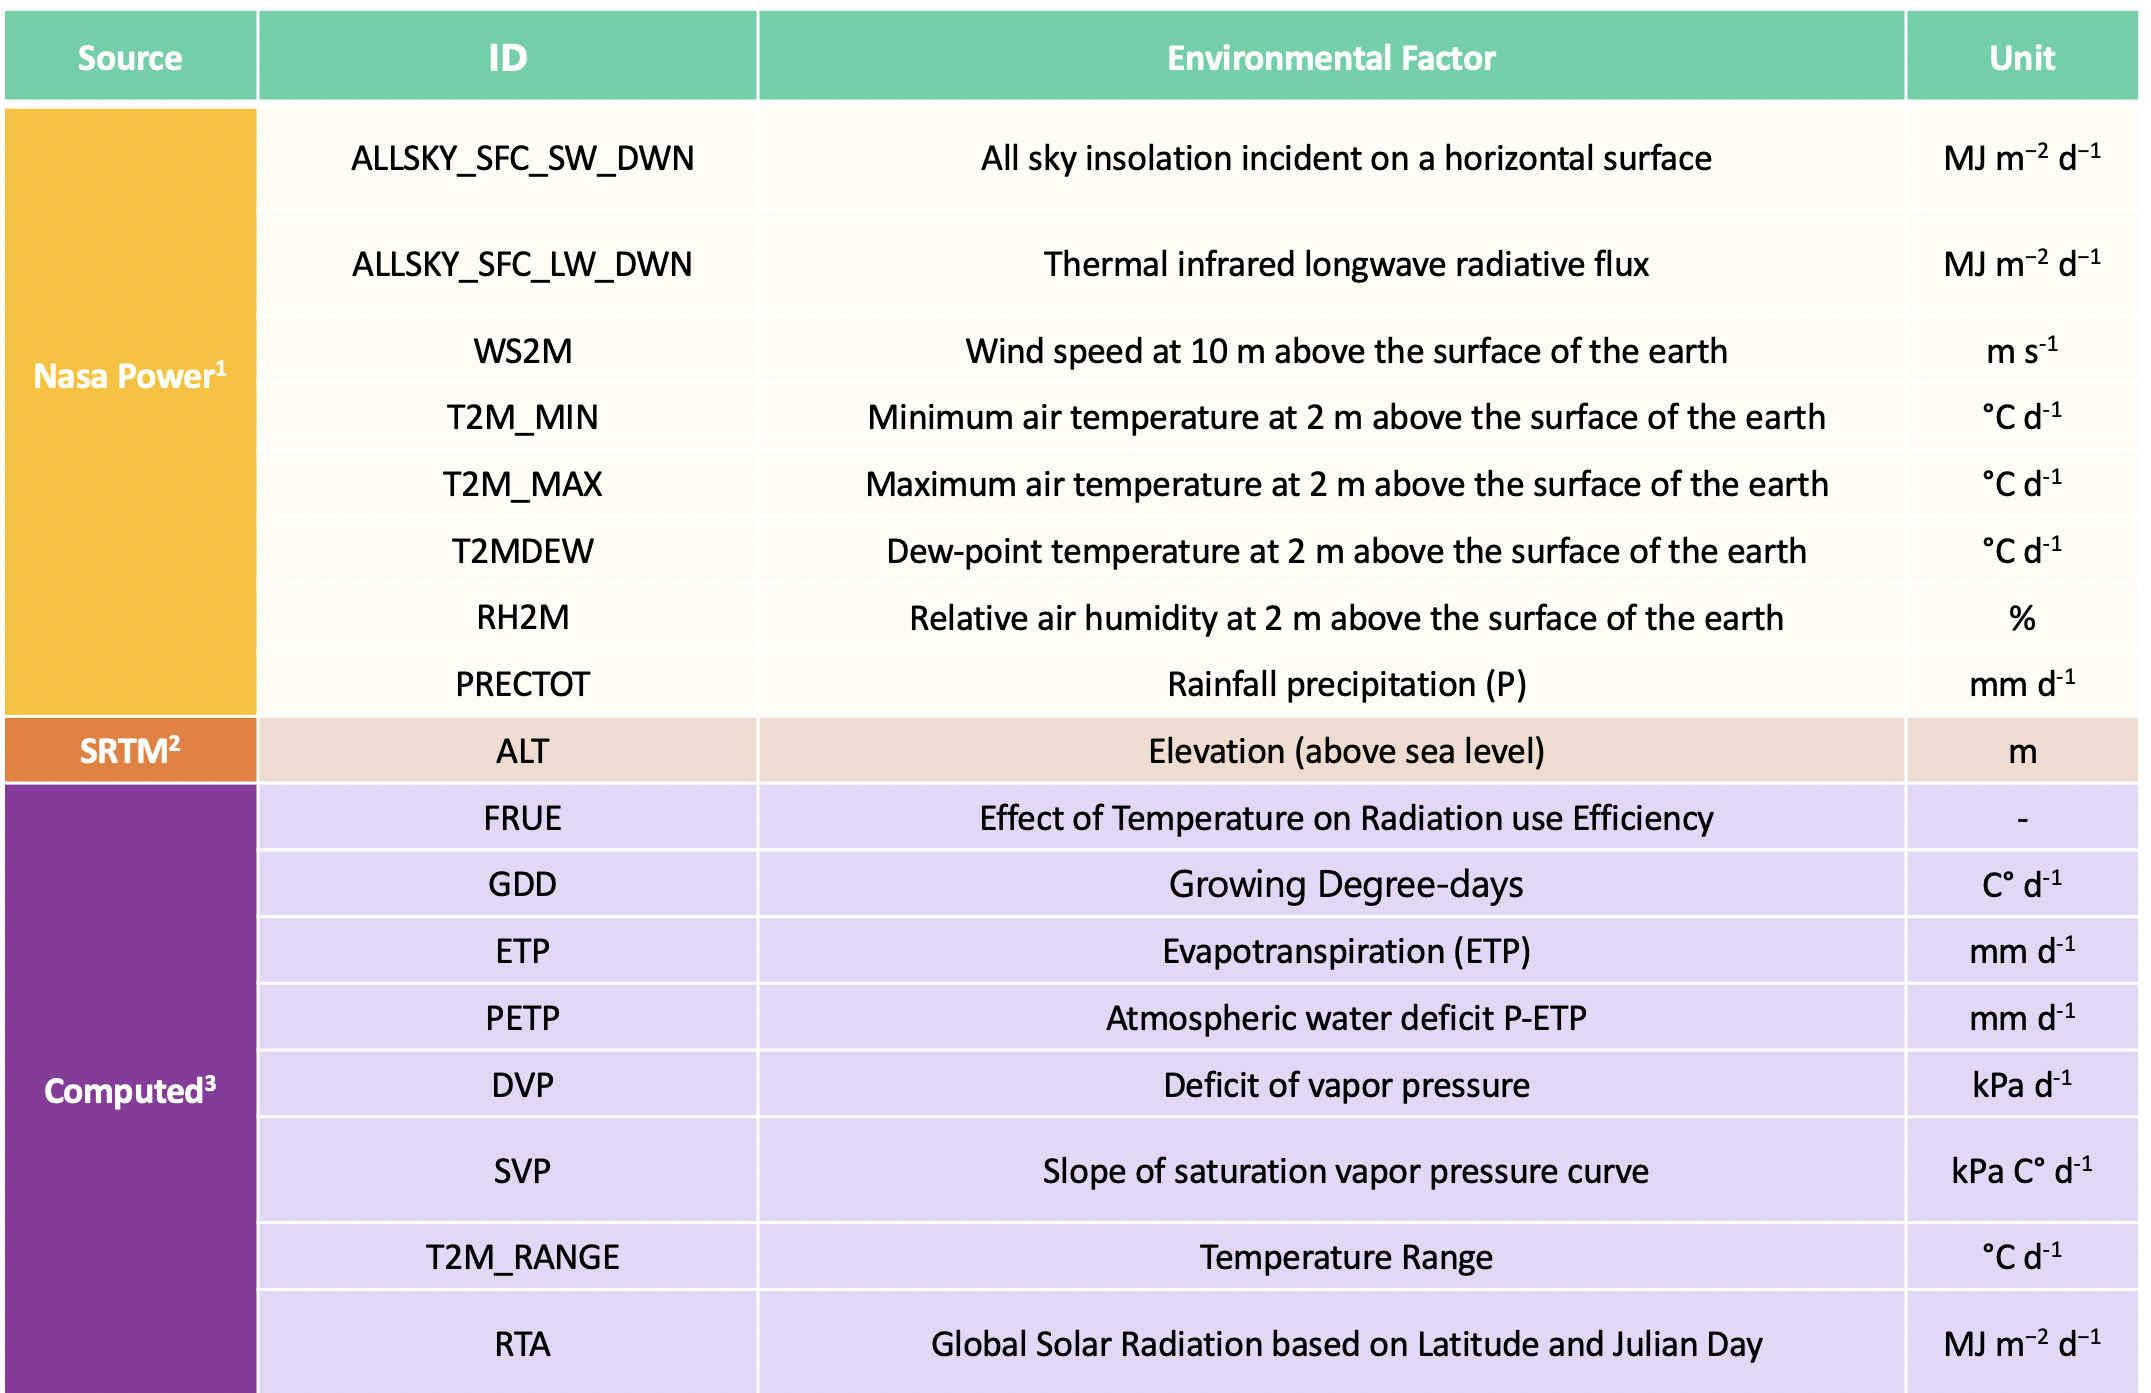 Source ID Environmental Factor Unit
ALLSKY_SFC_SW_DWN All sky insolation incident on a horizontal surface MJ m⁻² d⁻¹
ALLSKY_SFC_LW_DWN Thermal infrared longwave radiative flux MJ m⁻² d⁻¹
WS2M Wind speed at 10 m above the surface of the earth m s⁻¹
Nasa Power¹
T2M_MIN Minimum air temperature at 2 m above the surface of the earth °C d⁻¹
T2M_MAX Maximum air temperature at 2 m above the surface of the earth °C d⁻¹
T2MDEW Dew-point temperature at 2 m above the surface of the earth °C d⁻¹
RH2M Relative air humidity at 2 m above the surface of the earth %
PRECTOT Rainfall precipitation (P) mm d⁻¹
SRTM² ALT Elevation (above sea level) m
FRUE Effect of Temperature on Radiation use Efficiency -
GDD Growing Degree-days C° d⁻¹
ETP Evapotranspiration (ETP) mm d⁻¹
PETP Atmospheric water deficit P-ETP mm d⁻¹
Computed³ DVP Deficit of vapor pressure kPa d⁻¹
SVP Slope of saturation vapor pressure curve kPa C° d⁻¹
T2M_RANGE Temperature Range °C d⁻¹
RTA Global Solar Radiation based on Latitude and Julian Day MJ m⁻² d⁻¹